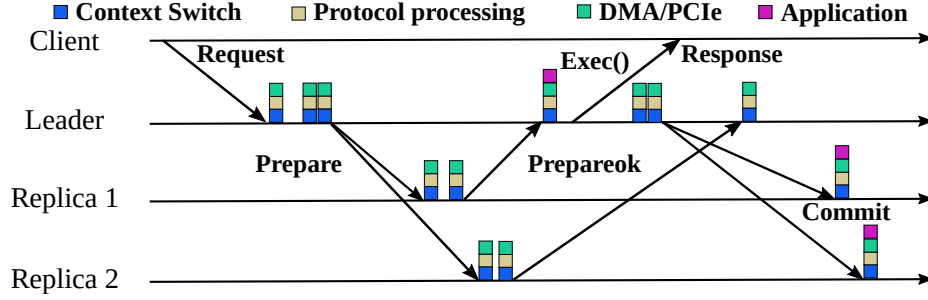 Context Switch Protocol processing DMA/PCIe Application
Client
Request
Exec()
Response
Leader
Prepare
Prepareok
Replica 1
Commit
Replica 2